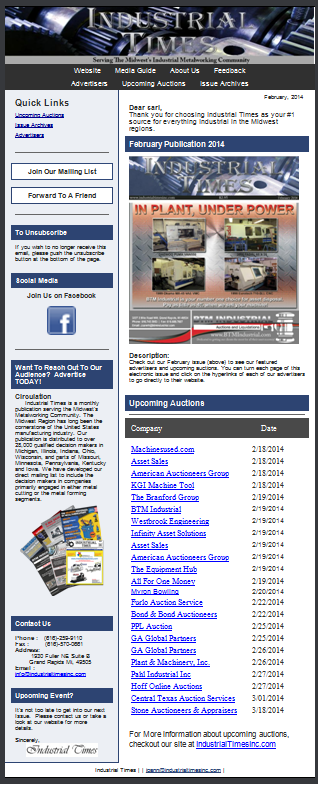 INDUSTRIAL
TIMES
Serving The Midwest's Industrial Metalworking Community
Website Media Guide About Us Feedback
Advertisers Upcoming Auctions Issue Archives
Quick Links
Upcoming Auctions
Issue Archives
Advertisers
Join Our Mailing List
Forward To A Friend
To Unsubscribe
If you wish to no longer receive this
email, please push the unsubscribe
button at the bottom of the page.
Social Media
Join Us on Facebook
Want To Reach Out To Our
Audience? Advertise
TODAY!
Circulation
Industrial Times is a monthly
publication serving the Midwest's
Metalworking Community. The
Midwest Region has long been the
cornerstone of the United States
manufacturing industry. Our
publication is distributed to over
25,000 qualified decision makers in
Michigan, Illinois, Indiana, Ohio,
Wisconsin, and parts of Missouri,
Minnesota, Pennsylvania, Kentucky
and Iowa. We have developed our
direct mailing list to include the
decision makers in companies
primarily engaged in either metal
cutting or the metal forming
segments.
Contact Us
Phone : (616)-259-9110
Fax : (616)-570-0661
Address:
1930 Fuller NE Suite B
Grand Rapids MI, 49505
Email :
info@industrialtimesinc.com
Upcoming Event?
It's not too late to get into our next
issue. Please contact us or take a
look at our website for more
details.
Sincerely,
Industrial Times
February, 2014
Dear carl,
Thank you for choosing Industrial Times as your #1
source for everything industrial in the Midwest
regions.
February Publication 2014
INDUSTRIAL
TIMES
IN PLANT, UNDER POWER
BTM INDUSTRIAL
Description:
Check out our February issue (above) to see our featured
advertisers and upcoming auctions. You can turn each page of this
electronic issue and click on the hyperlinks of each of our advertisers
to go directly to their website.
Upcoming Auctions
Company Date
Machinesused.com 2/18/2014
Asset Sales 2/18/2014
American Auctioneers Group 2/18/2014
KGI Machine Tool 2/18/2014
The Branford Group 2/19/2014
BTM Industrial 2/19/2014
Westbrook Engineering 2/19/2014
Infinity Asset Solutions 2/19/2014
Asset Sales 2/19/2014
American Auctioneers Group 2/19/2014
The Equipment Hub 2/19/2014
All For One Money 2/19/2014
Myron Bowling 2/20/2014
Furlo Auction Service 2/22/2014
Bond & Bond Auctioneers 2/22/2014
PPL Auction 2/25/2014
GA Global Partners 2/25/2014
GA Global Partners 2/26/2014
Plant & Machinery, Inc. 2/26/2014
Pahl Industrial Inc 2/27/2014
Hoff Online Auctions 2/27/2014
Central Texas Auction Services 3/01/2014
Stone Auctioneers & Appraisers 3/18/2014
For More information about upcoming auctions,
checkout our site at IndustrialTimesinc.com
Industrial Times | | joann@industrialtimesinc.com |